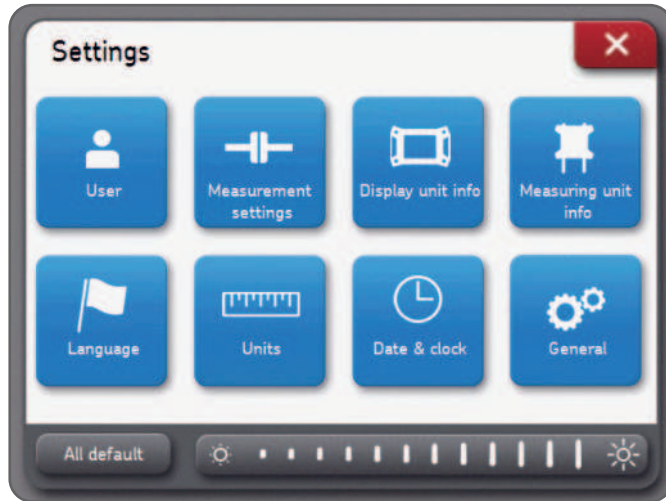 Settings
User
Measurement
settings
Display unit info
Measuring unit
info
Language
Units
Date & clock
General
All default